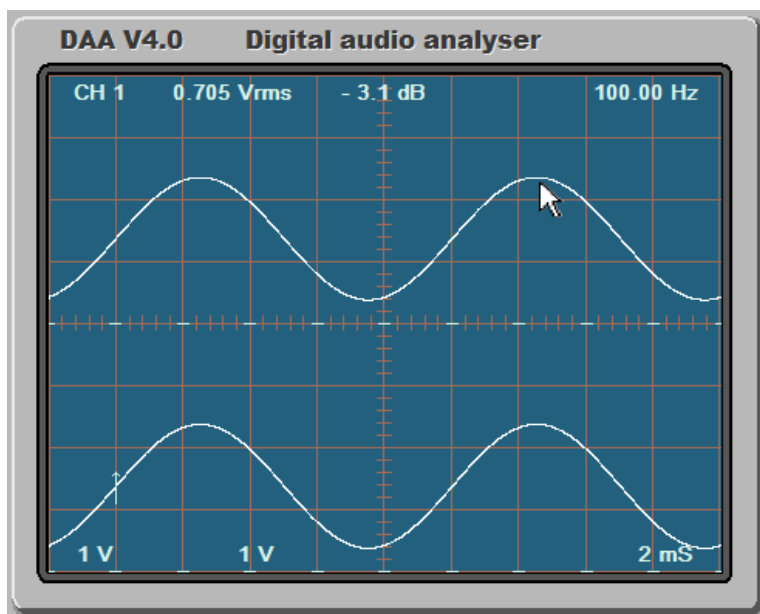 DAA V4.0 Digital audio analyser
CH 1 0.705 Vrms - 3.1 dB 100.00 Hz
1 V 1 V 2 mS